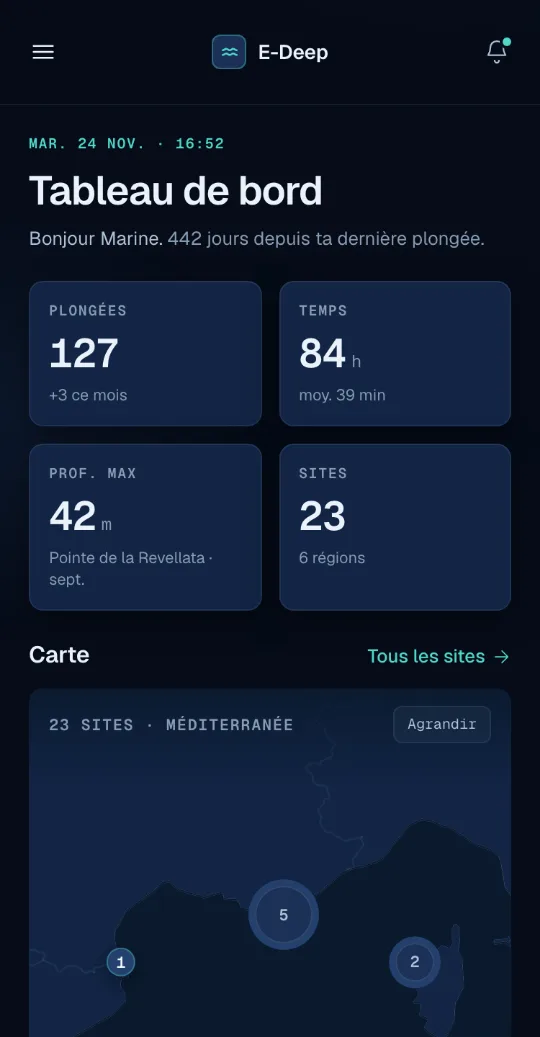 E-Deep
MAR. 24 NOV. · 16:52
Tableau de bord
Bonjour Marine. 442 jours depuis ta dernière plongée.
PLONGÉES
127
+3 ce mois
TEMPS
84 h
moy. 39 min
PROF. MAX
42 m
Pointe de la Revellata ·
sept.
SITES
23
6 régions
Carte
Tous les sites →
23 SITES · MÉDITERRANÉE
Agrandir
5
1
2